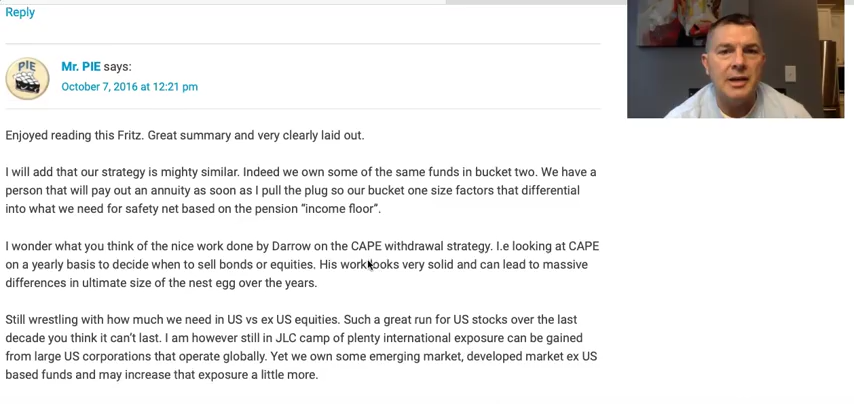 Reply
PIE
Mr. PIE says:
October 7, 2016 at 12:21 pm
Enjoyed reading this Fritz. Great summary and very clearly laid out.
I will add that our strategy is mighty similar. Indeed we own some of the same funds in bucket two. We have a
person that will pay out an annuity as soon as I pull the plug so our bucket one size factors that differential
into what we need for safety net based on the pension “income floor”.
I wonder what you think of the nice work done by Darrow on the CAPE withdrawal strategy. I.e looking at CAPE
on a yearly basis to decide when to sell bonds or equities. His work looks very solid and can lead to massive
differences in ultimate size of the nest egg over the years.
Still wrestling with how much we need in US vs ex US equities. Such a great run for US stocks over the last
decade you think it can’t last. I am however still in JLC camp of plenty international exposure can be gained
from large US corporations that operate globally. Yet we own some emerging market, developed market ex US
based funds and may increase that exposure a little more.